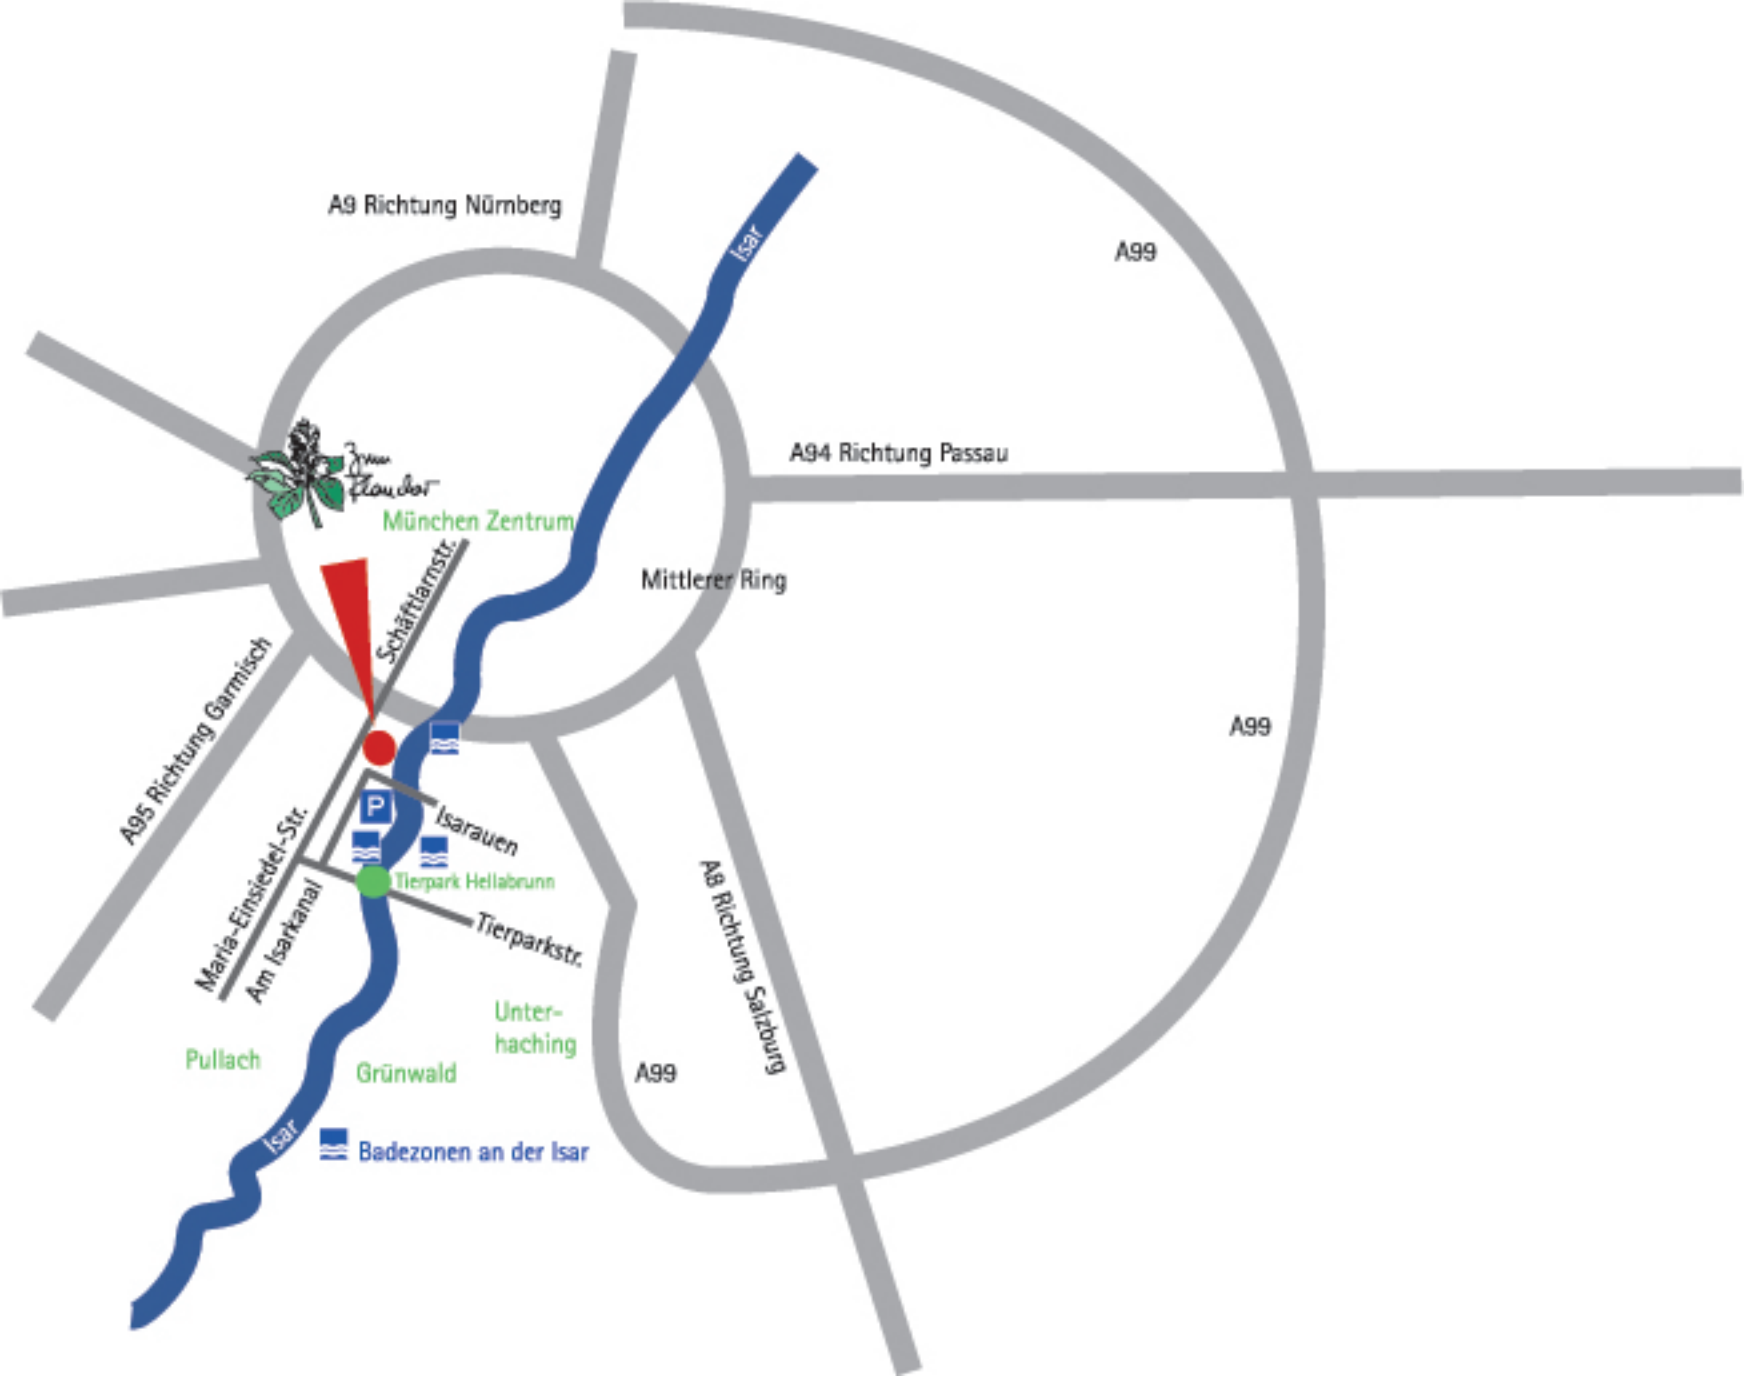 A9 Richtung Nürnberg
Isar
A99
A94 Richtung Passau
Zum
Flaucher
München Zentrum
Schäftlarnstr.
Mittlerer Ring
A95 Richtung Garmisch
A99
P
Isarauen
Maria-Einsiedel-Str.
Am Isarkanal
Tierpark Hellabrunn
Tierparkstr.
A8 Richtung Salzburg
Unter-
haching
Pullach
Grünwald
A99
Isar
Badezonen an der Isar